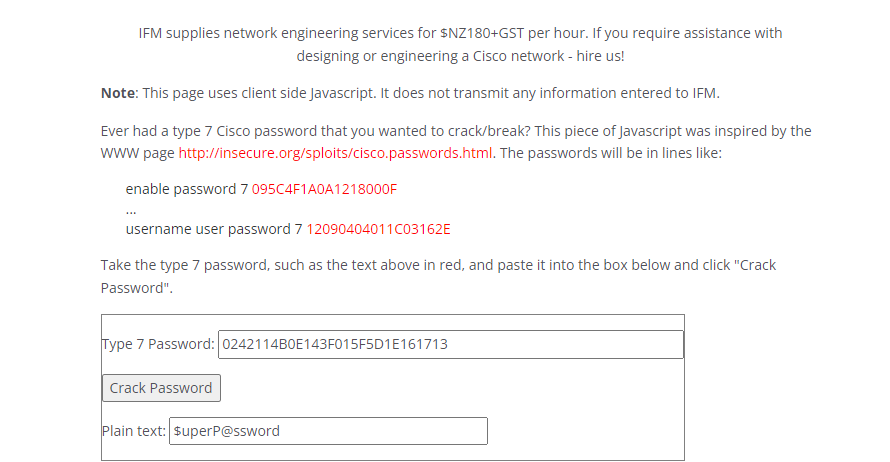 IFM supplies network engineering services for $NZ180+GST per hour. If you require assistance with
designing or engineering a Cisco network - hire us!
Note: This page uses client side Javascript. It does not transmit any information entered to IFM.
Ever had a type 7 Cisco password that you wanted to crack/break? This piece of Javascript was inspired by the
WWW page http://insecure.org/sploits/cisco.passwords.html. The passwords will be in lines like:
enable password 7 095C4F1A0A1218000F
...
username user password 7 12090404011C03162E
Take the type 7 password, such as the text above in red, and paste it into the box below and click "Crack
Password".
Type 7 Password: 0242114B0E143F015F5D1E161713
Crack Password
Plain text: $uperP@ssword